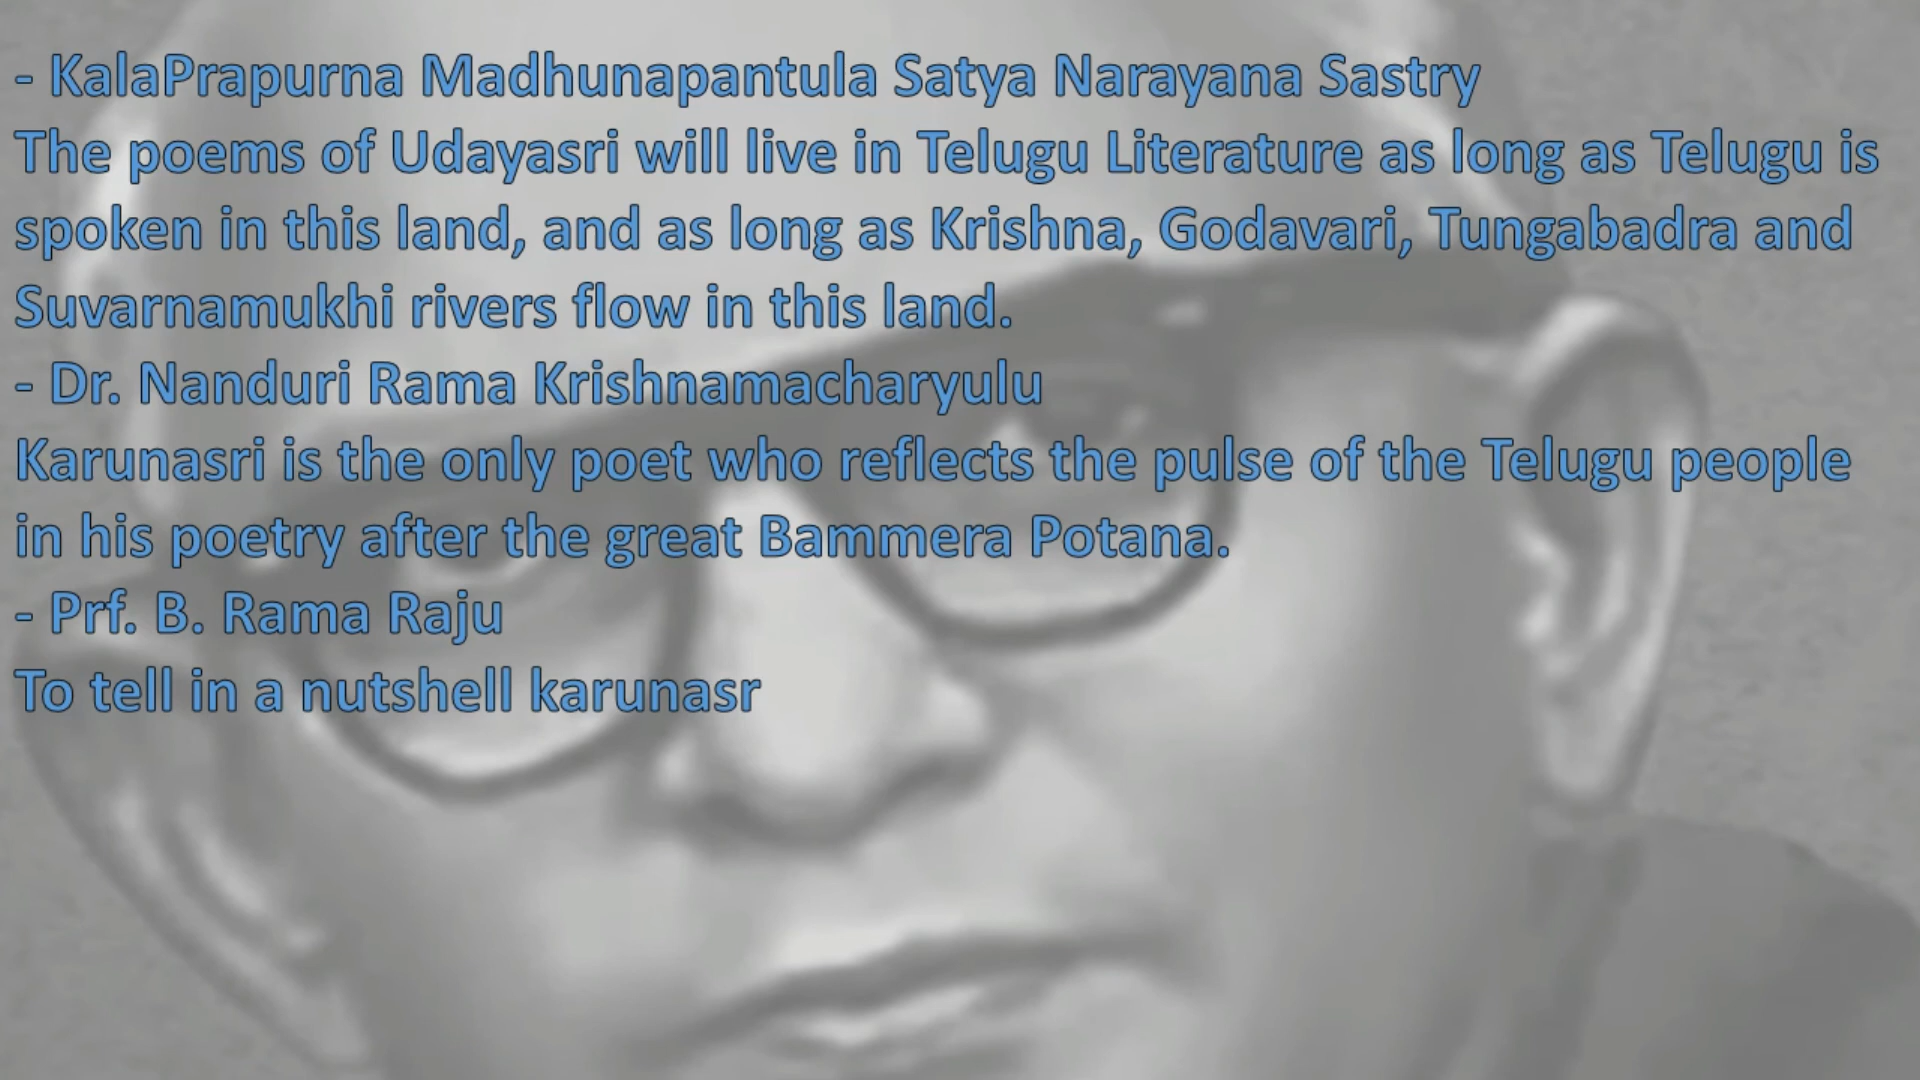 - KalaPrapurna Madhunapantula Satya Narayana Sastry
The poems of Udayasri will live in Telugu Literature as long as Telugu is
spoken in this land, and as long as Krishna, Godavari, Tungabadra and
Suvarnamukhi rivers flow in this land.
- Dr. Nanduri Rama Krishnamacharyulu
Karunasri is the only poet who reflects the pulse of the Telugu people
in his poetry after the great Bammera Potana.
- Prf. B. Rama Raju
To tell in a nutshell karunasr